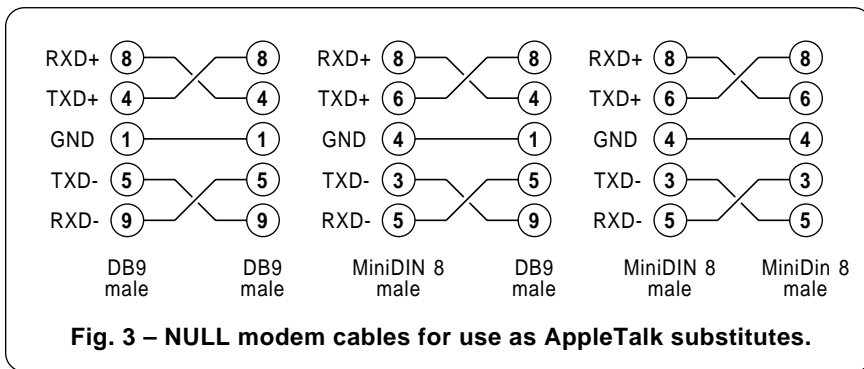 RXD+ 8 8 RXD+ 8 8 RXD+ 8 8
TXD+ 4 4 TXD+ 6 4 TXD+ 6 6
GND 1 1 GND 4 1 GND 4 4
TXD- 5 5 TXD- 3 5 TXD- 3 3
RXD- 9 9 RXD- 5 9 RXD- 5 5
DB9 DB9 MiniDIN 8 DB9 MiniDIN 8 MiniDin 8
male male male male male male
Fig. 3 – NULL modem cables for use as AppleTalk substitutes.